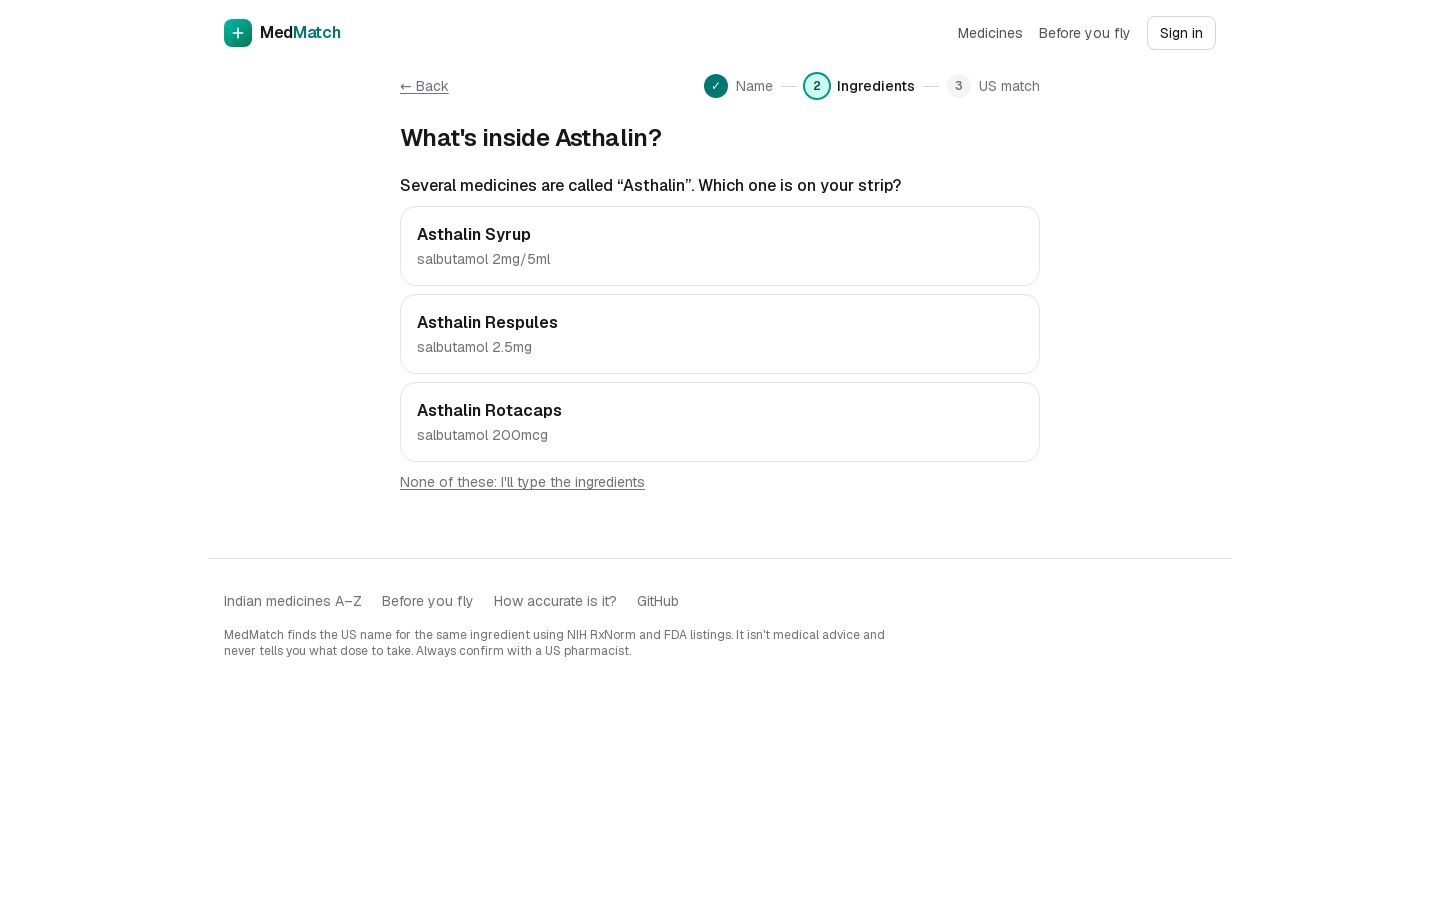 MedMatch
Medicines
Before you fly
Sign in
← Back
✓ Name
2 Ingredients
3 US match
What's inside Asthalin?
Several medicines are called “Asthalin”. Which one is on your strip?
Asthalin Syrup
salbutamol 2mg/5ml
Asthalin Respules
salbutamol 2.5mg
Asthalin Rotacaps
salbutamol 200mcg
None of these: I'll type the ingredients
Indian medicines A–Z
Before you fly
How accurate is it?
GitHub
MedMatch finds the US name for the same ingredient using NIH RxNorm and FDA listings. It isn't medical advice and
never tells you what dose to take. Always confirm with a US pharmacist.